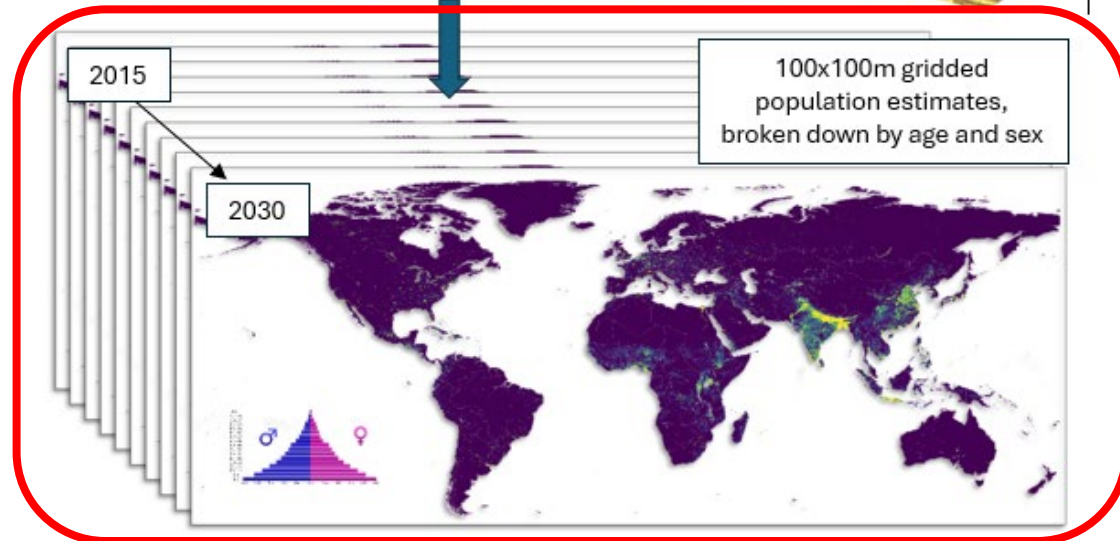 2015
100x100m gridded
population estimates,
broken down by age and sex
2030